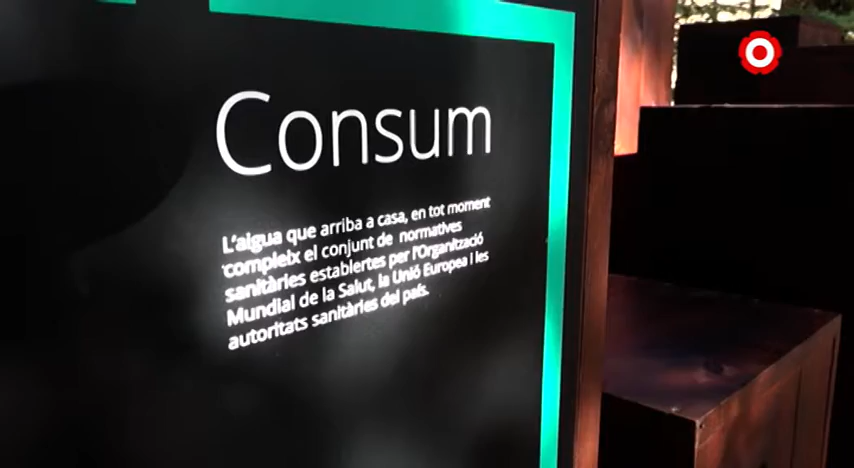 Consum
L'aigua que arriba a casa, en tot moment
compleix el conjunt de normatives
sanitàries establertes per l'Organització
Mundial de la Salut, la Unió Europea i les
autoritats sanitàries del país.